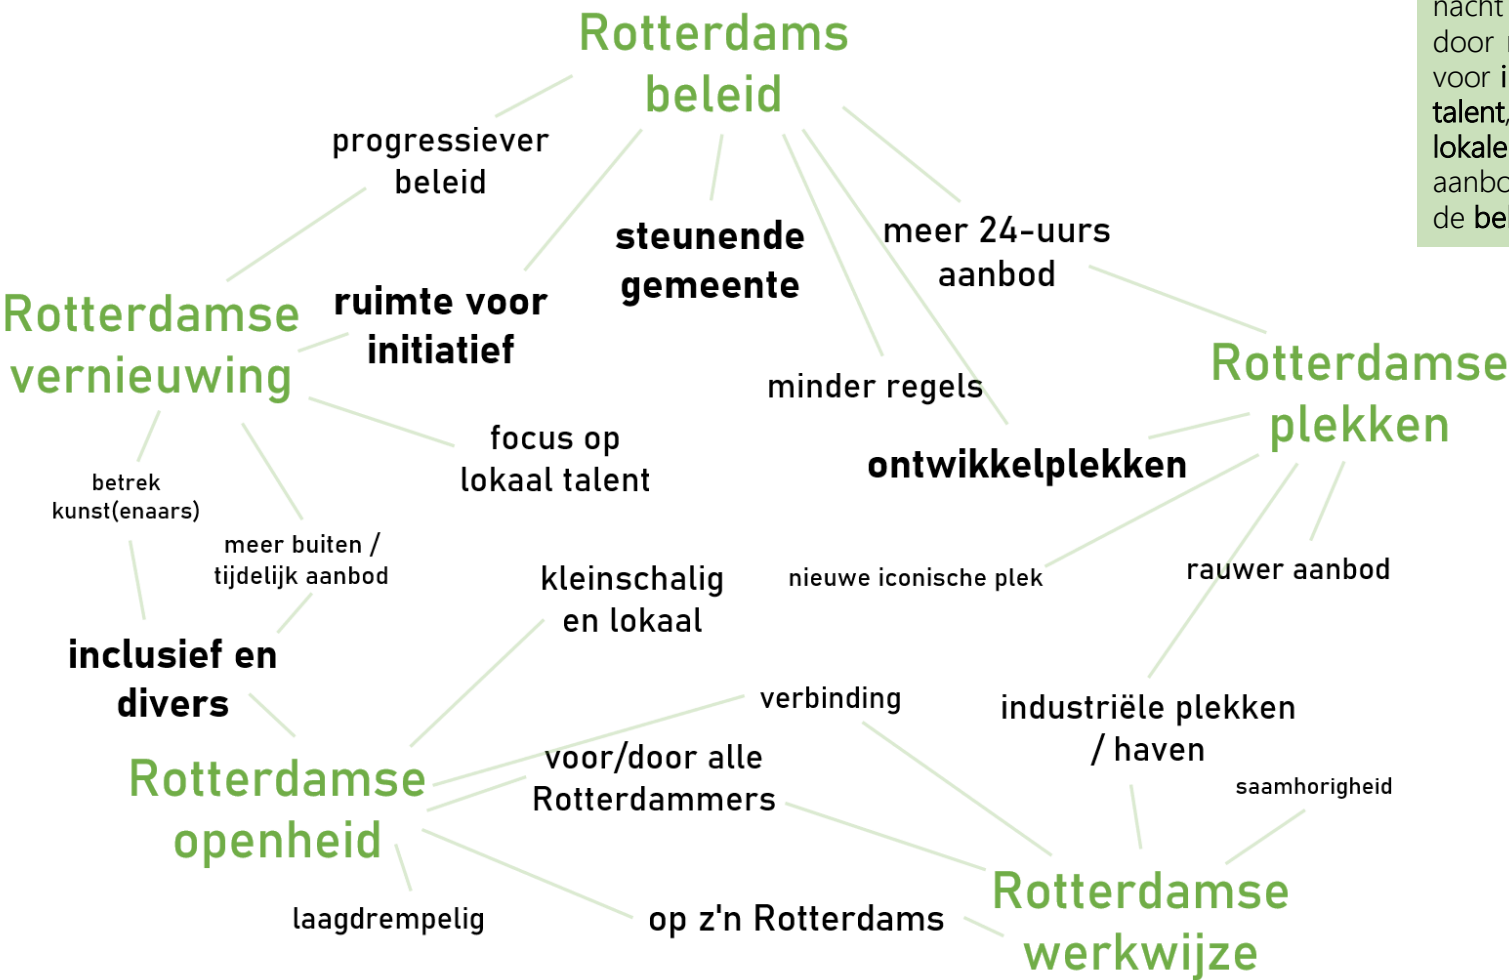 Rotterdams
beleid
nacht
door
voor
talent,
lokale
de
progressiever
beleid
steunende
gemeente
meer 24-uurs
aanbod
Rotterdamse
vernieuwing
ruimte voor
initiatief
minder regels
Rotterdamse
plekken
focus op
lokaal talent
ontwikkelplekken
betrek
kunst(enaars)
meer buiten /
tijdelijk aanbod
kleinschalig
en lokaal
nieuwe iconische plek
rauwer aanbod
inclusief en
divers
verbinding
industriële plekken
/ haven
voor/door alle
Rotterdammers
saamhorigheid
Rotterdamse
openheid
laagdrempelig
op z'n Rotterdams
Rotterdamse
werkwijze